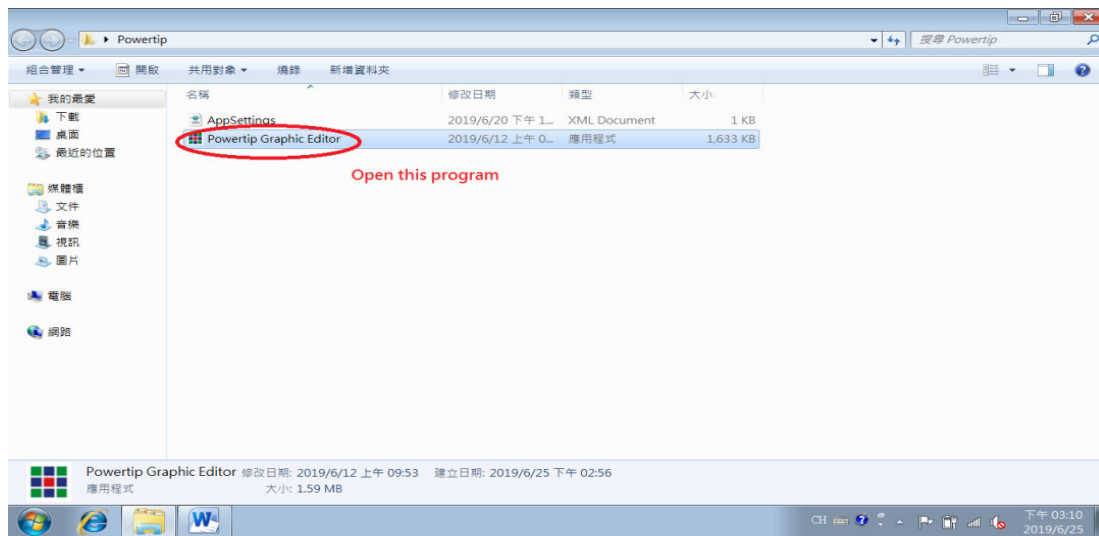 Powertip
搜尋 Powertip
組合管理 開啟 共用對象 燒錄 新增資料夾
我的最愛
下載
桌面
最近的位置
媒體櫃
文件
音樂
視訊
圖片
電腦
網路
名稱 修改日期 類型 大小
AppSettings 2019/6/20 下午 1... XML Document 1 KB
Powertip Graphic Editor 2019/6/12 上午 0... 應用程式 1,633 KB
Open this program
Powertip Graphic Editor 修改日期: 2019/6/12 上午 09:53 建立日期: 2019/6/25 下午 02:56
應用程式 大小: 1.59 MB
CH
下午 03:10
2019/6/25